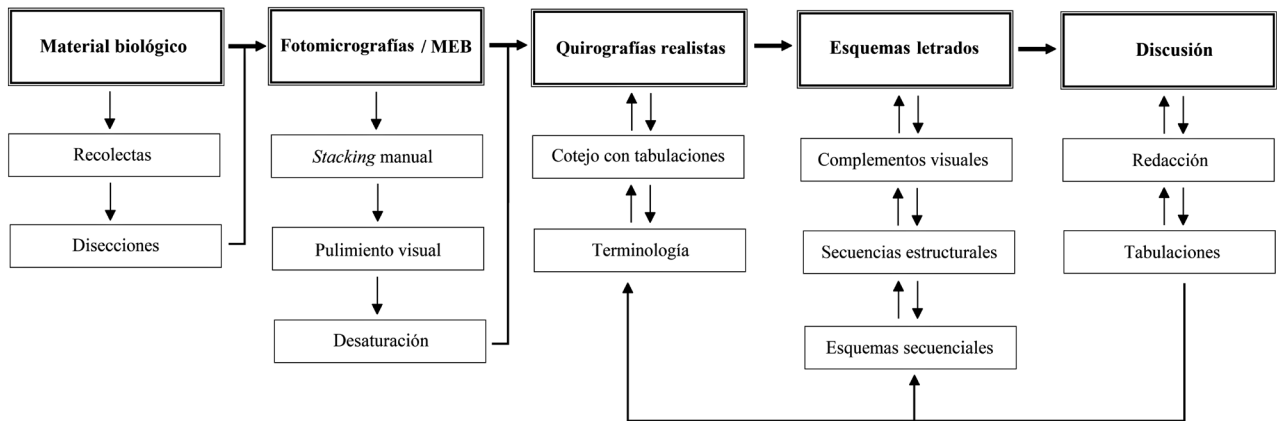 Material biológico
Fotomicrografías / MEB
Quirografías realistas
Esquemas letrados
Discusión
Recolectas
Stacking manual
Cotejo con tabulaciones
Complementos visuales
Redacción
Disecciones
Pulimiento visual
Terminología
Secuencias estructurales
Tabulaciones
Desaturación
Esquemas secuenciales